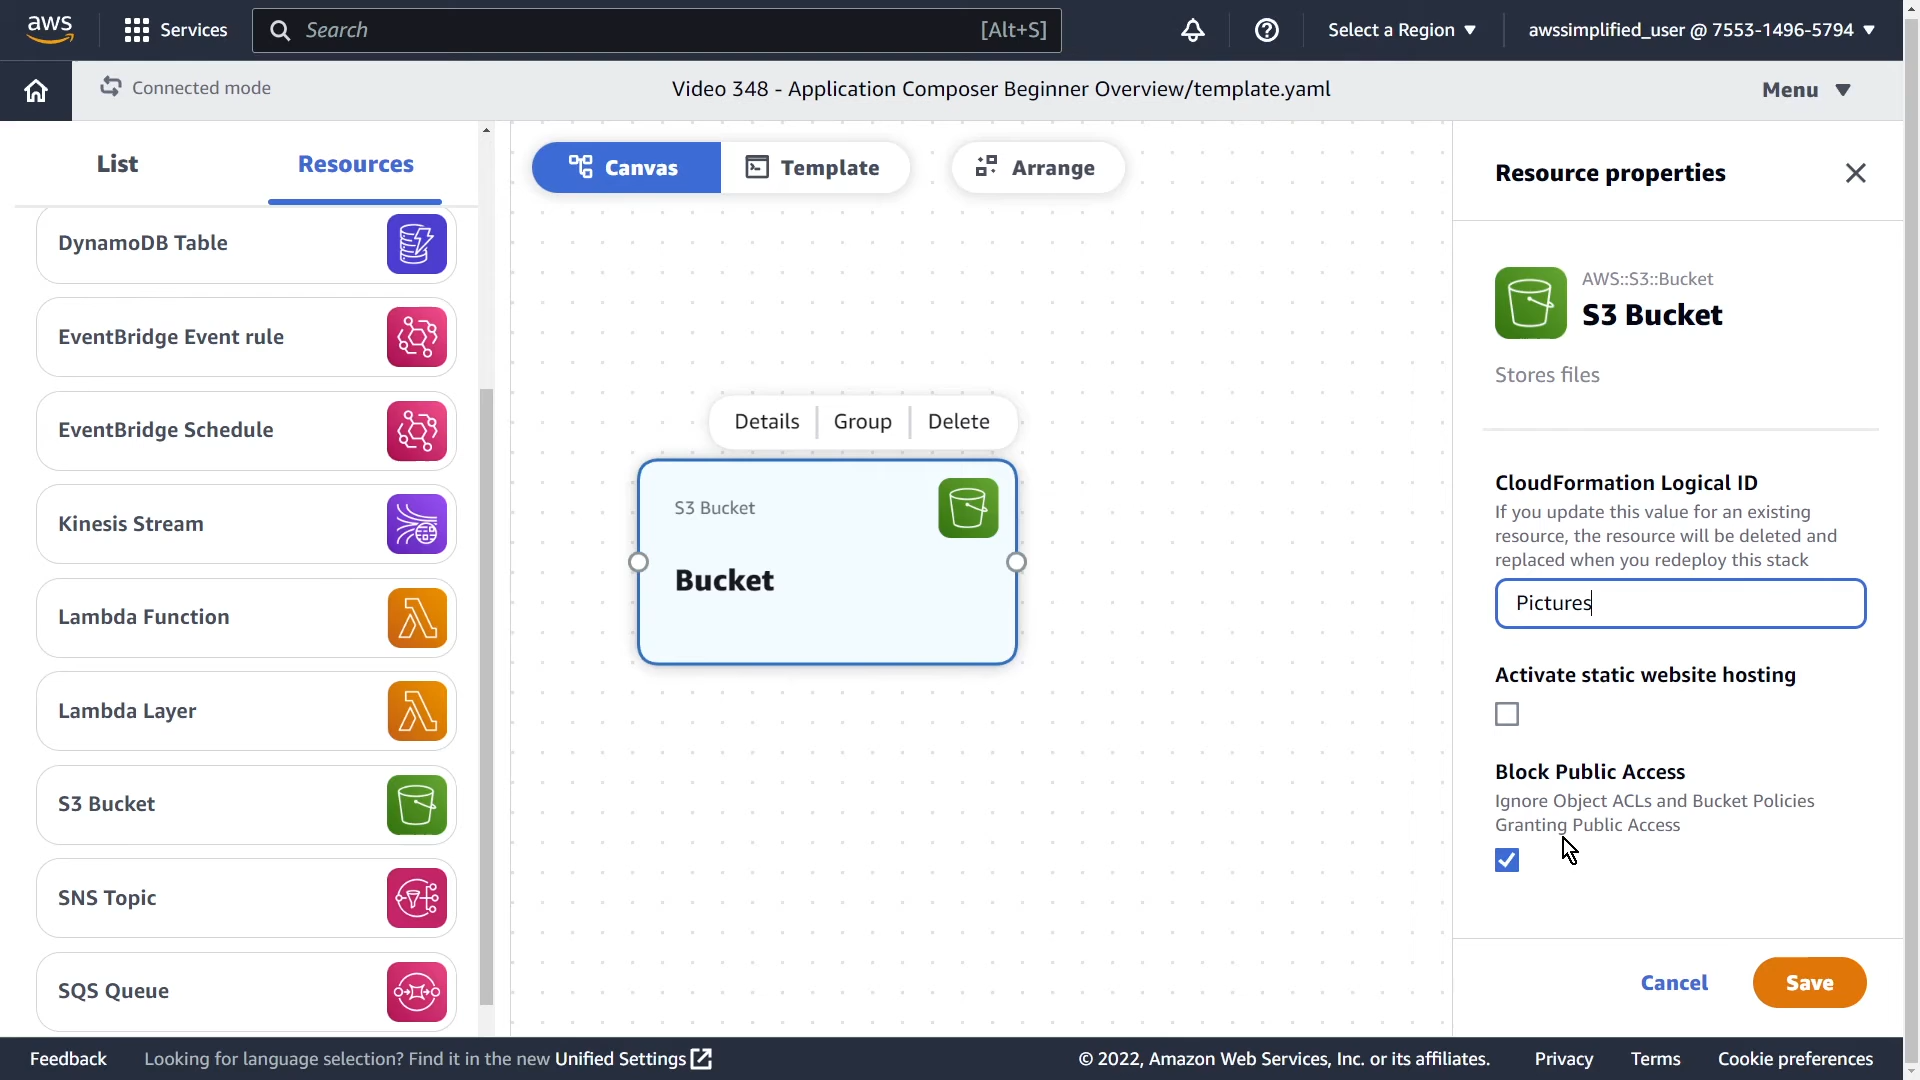 aws
Services
Search [Alt+S]
Select a Region
awssimplified_user @ 7553-1496-5794
Connected mode
Video 348 - Application Composer Beginner Overview/template.yaml
Menu
List
Resources
DynamoDB Table
EventBridge Event rule
EventBridge Schedule
Kinesis Stream
Lambda Function
Lambda Layer
S3 Bucket
SNS Topic
SQS Queue
Canvas
Template
Arrange
Details
Group
Delete
S3 Bucket
Bucket
Resource properties
AWS::S3::Bucket
S3 Bucket
Stores files
CloudFormation Logical ID
If you update this value for an existing
resource, the resource will be deleted and
replaced when you redeploy this stack
Pictures
Activate static website hosting
Block Public Access
Ignore Object ACLs and Bucket Policies
Granting Public Access
Cancel
Save
Feedback
Looking for language selection? Find it in the new Unified Settings
© 2022, Amazon Web Services, Inc. or its affiliates.
Privacy
Terms
Cookie preferences